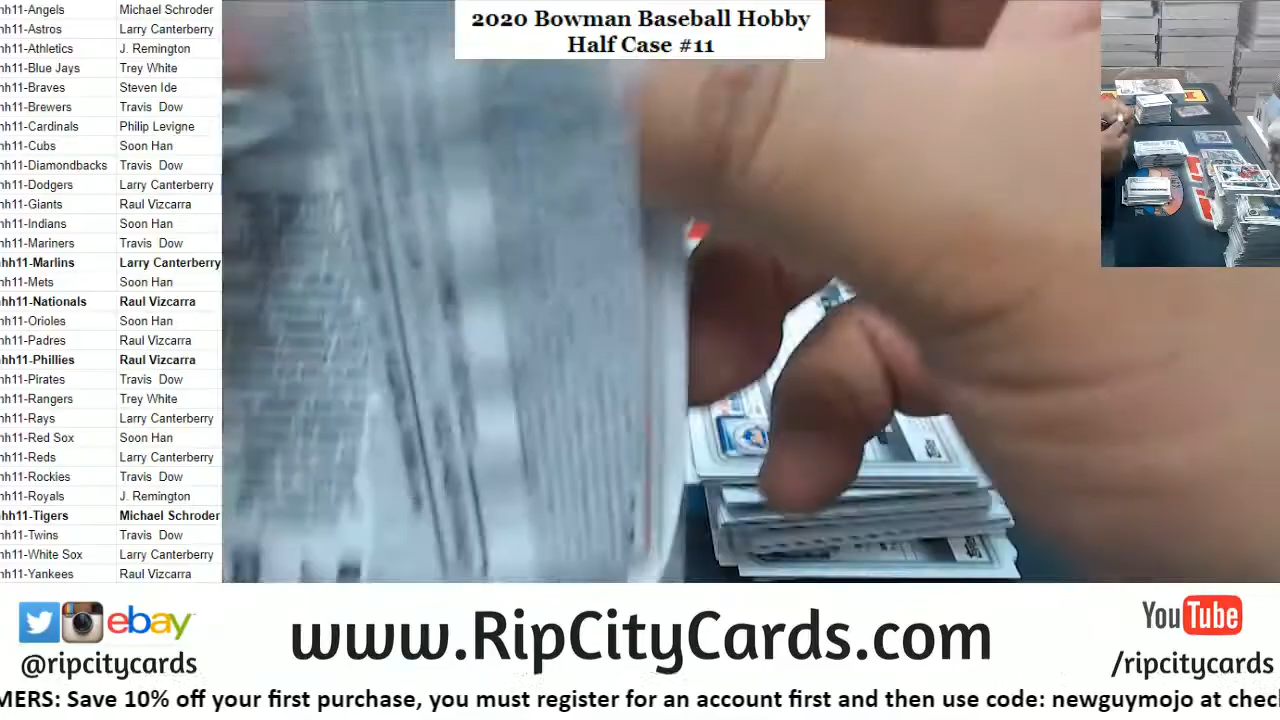 2020 Bowman Baseball Hobby
Half Case #11
hh11-Angels Michael Schroder
hh11-Astros Larry Canterberry
hh11-Athletics J. Remington
hh11-Blue Jays Trey White
hh11-Braves Steven Ide
hh11-Brewers Travis Dow
hh11-Cardinals Philip Levigne
hh11-Cubs Soon Han
hh11-Diamondbacks Travis Dow
hh11-Dodgers Larry Canterberry
hh11-Giants Raul Vizcarra
hh11-Indians Soon Han
hh11-Mariners Travis Dow
hh11-Marlins Larry Canterberry
hh11-Mets Soon Han
hh11-Nationals Raul Vizcarra
hh11-Orioles Soon Han
hh11-Padres Raul Vizcarra
hh11-Phillies Raul Vizcarra
hh11-Pirates Travis Dow
hh11-Rangers Trey White
hh11-Rays Larry Canterberry
hh11-Red Sox Soon Han
hh11-Reds Larry Canterberry
hh11-Rockies Travis Dow
hh11-Royals J. Remington
hh11-Tigers Michael Schroder
hh11-Twins Travis Dow
hh11-White Sox Larry Canterberry
hh11-Yankees Raul Vizcarra
ebay
@ripcitycards
www.RipCityCards.com
YouTube
/ripcitycards
MERS: Save 10% off your first purchase, you must register for an account first and then use code: newguymojo at chec